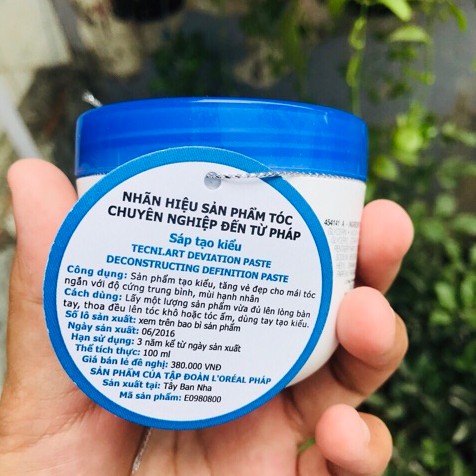 NHÃN HIỆU SẢN PHẨM TÓC
CHUYÊN NGHIỆP ĐẾN TỪ PHÁP
Sáp tạo kiểu
TECNI.ART DEVIATION PASTE
DECONSTRUCTING DEFINITION PASTE
Công dụng: Sản phẩm tạo kiểu, tăng vẻ đẹp cho mái tóc
ngắn với độ cứng trung bình, mùi hạnh nhân
Cách dùng: Lấy một lượng sản phẩm vừa đủ lên lòng bàn
tay, thoa đều lên tóc khô hoặc tóc ẩm, dùng tay tạo kiểu.
Số lô sản xuất: xem trên bao bì sản phẩm
Ngày sản xuất: 06/2016
Hạn sử dụng: 3 năm kể từ ngày sản xuất
Thể tích thực: 100 ml
Giá bán lẻ đề nghị: 380.000 VNĐ
SẢN PHẨM CỦA TẬP ĐOÀN L'ORÉAL PHÁP
Sản xuất tại: Tây Ban Nha
Mã sản phẩm: E0980800